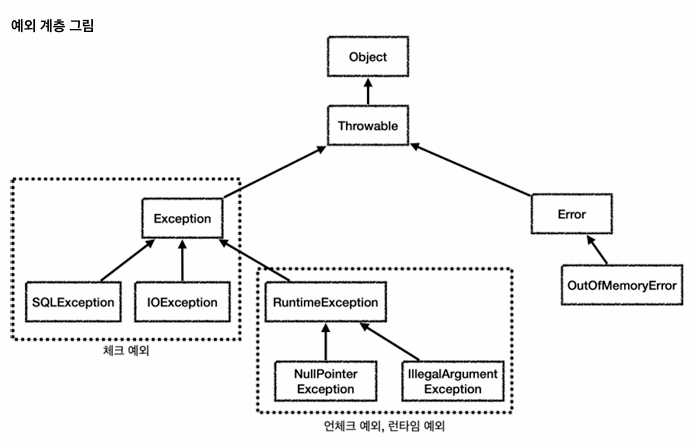 예외 계층 그림
Object
Throwable
Exception
Error
SQLException
IOException
RuntimeException
OutOfMemoryError
체크 예외
NullPointer
Exception
IllegalArgument
Exception
언체크 예외, 런타임 예외